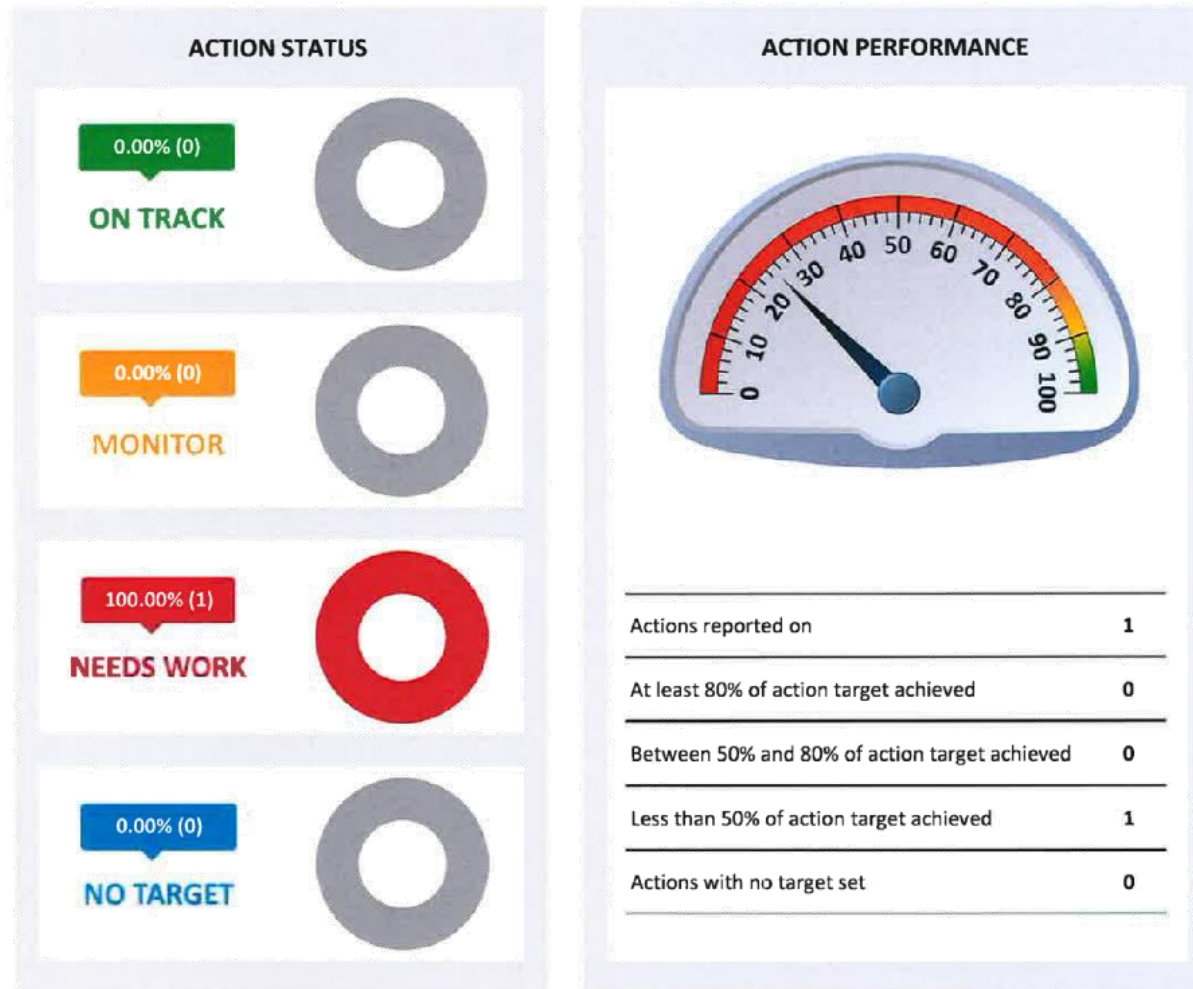 ACTION STATUS
0.00% (0)
ON TRACK
0.00% (0)
MONITOR
100.00% (1)
NEEDS WORK
0.00% (0)
NO TARGET
ACTION PERFORMANCE
0
10
20
30
40
50
60
70
80
90
100
Actions reported on 1
At least 80% of action target achieved 0
Between 50% and 80% of action target achieved 0
Less than 50% of action target achieved 1
Actions with no target set 0